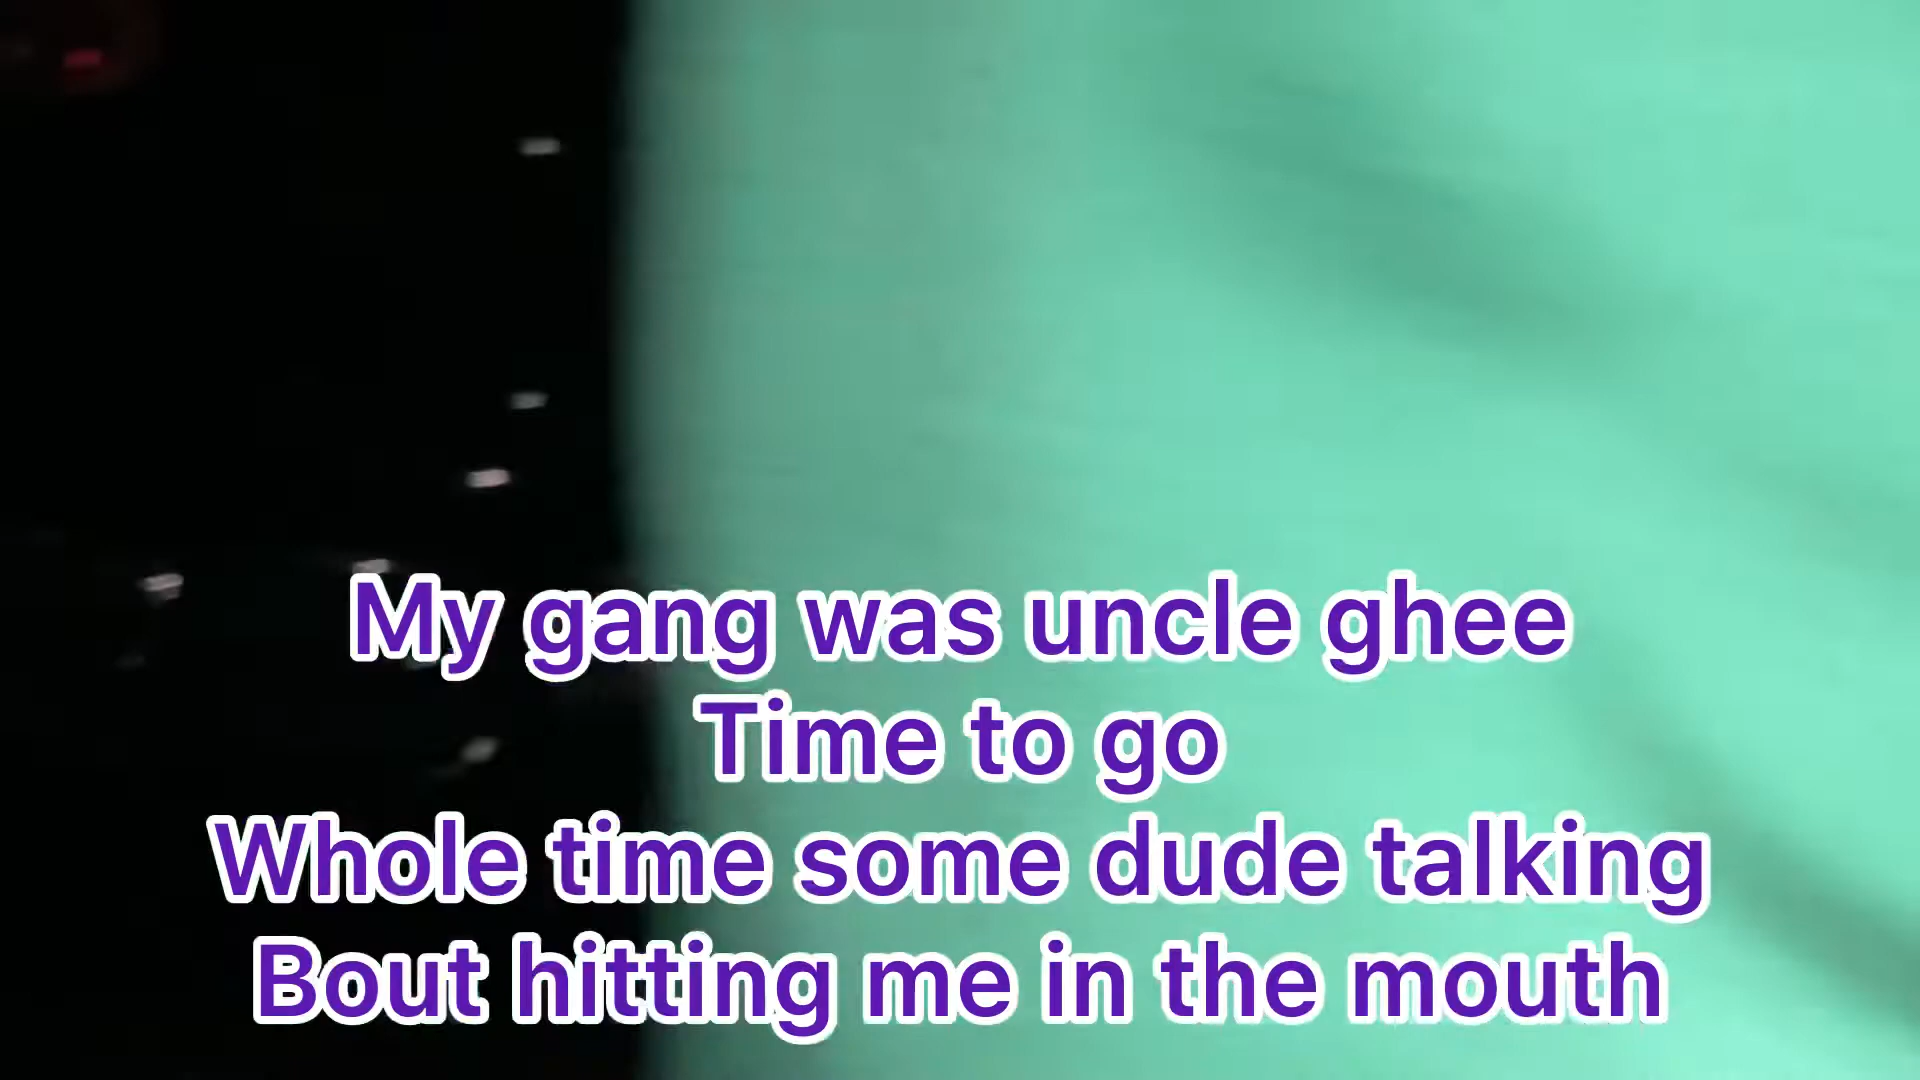 My gang was uncle ghee
Time to go
Whole time some dude talking
Bout hitting me in the mouth